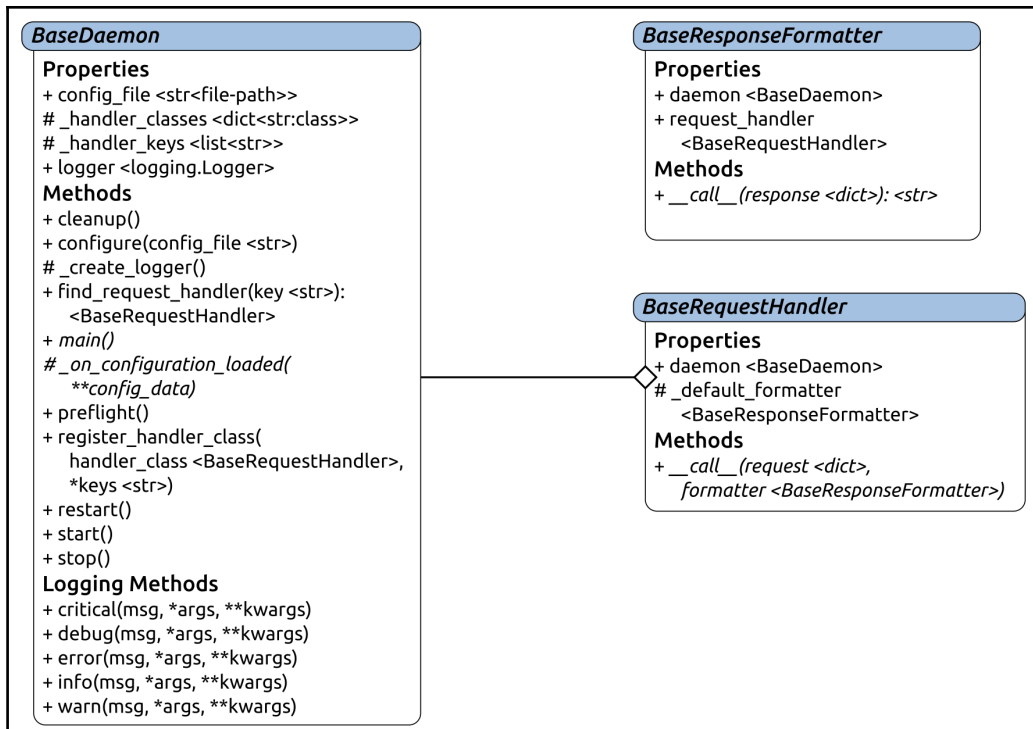 BaseDaemon
Properties
+ config_file <str<file-path>>
# _handler_classes <dict<str:class>>
# _handler_keys <list<str>>
+ logger <logging.Logger>
Methods
+ cleanup()
+ configure(config_file <str>)
# _create_logger()
+ find_request_handler(key <str>):
<BaseRequestHandler>
+ main()
# _on_configuration_loaded(
**config_data)
+ preflight()
+ register_handler_class(
handler_class <BaseRequestHandler>,
*keys <str>)
+ restart()
+ start()
+ stop()
Logging Methods
+ critical(msg, *args, **kwargs)
+ debug(msg, *args, **kwargs)
+ error(msg, *args, **kwargs)
+ info(msg, *args, **kwargs)
+ warn(msg, *args, **kwargs)
BaseResponseFormatter
Properties
+ daemon <BaseDaemon>
+ request_handler
<BaseRequestHandler>
Methods
+ __call__(response <dict>): <str>
BaseRequestHandler
Properties
+ daemon <BaseDaemon>
# _default_formatter
<BaseResponseFormatter>
Methods
+ __call__(request <dict>,
formatter <BaseResponseFormatter>)